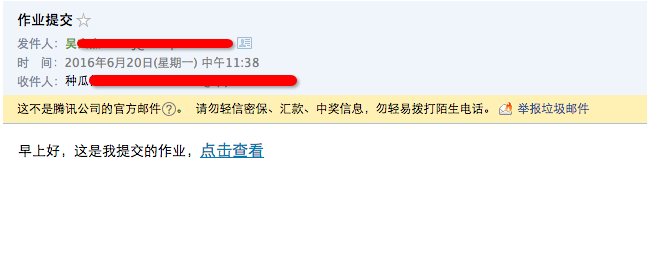 作业提交
发件人：吴
时 间：2016年6月20日(星期一) 中午11:38
收件人：种瓜
这不是腾讯公司的官方邮件?。 请勿轻信密保、汇款、中奖信息，勿轻易拨打陌生电话。 举报垃圾邮件
早上好，这是我提交的作业，点击查看